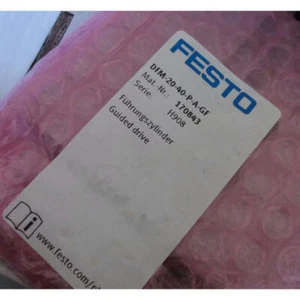 FESTO
DFM-20-40-P-A-GF
Mat.-Nr.: 170843
Serie: H908
Führungszylinder
Guided drive
www.festo.com/